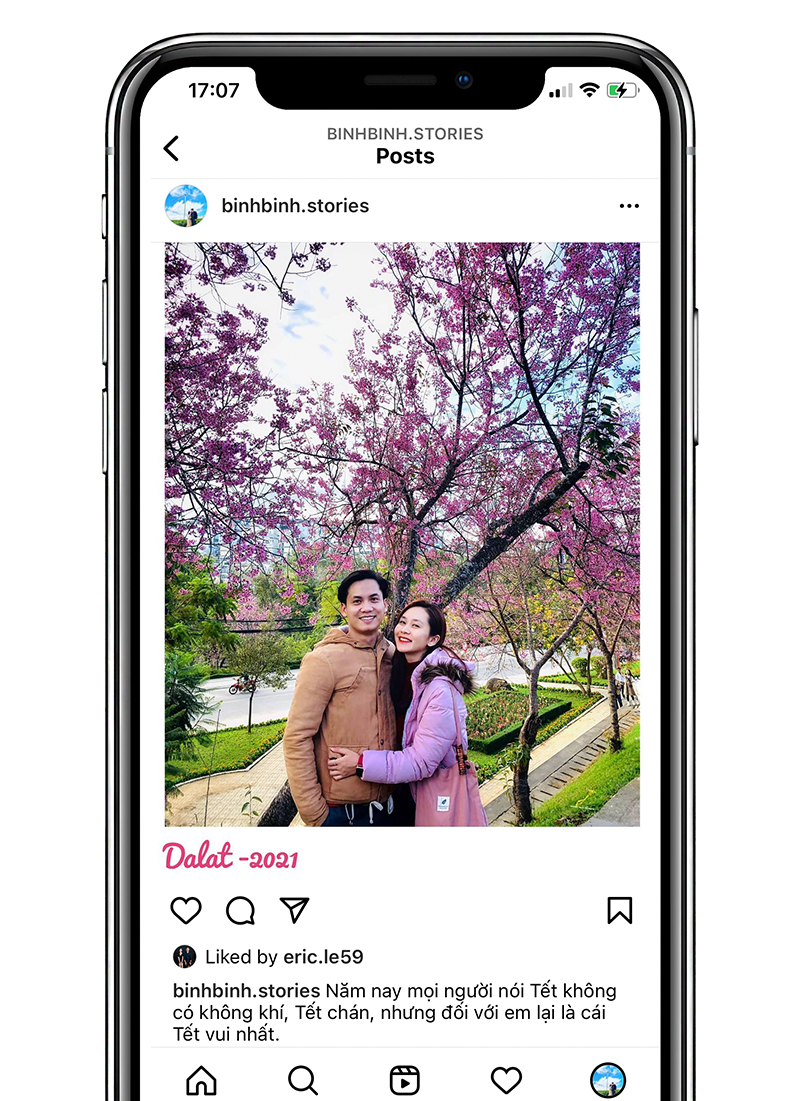 17:07
BINHBINH.STORIES
Posts
binhbinh.stories
Dalat -2021
Liked by eric.le59
binhbinh.stories Năm nay mọi người nói Tết không
có không khí, Tết chán, nhưng đối với em lại là cái
Tết vui nhất.